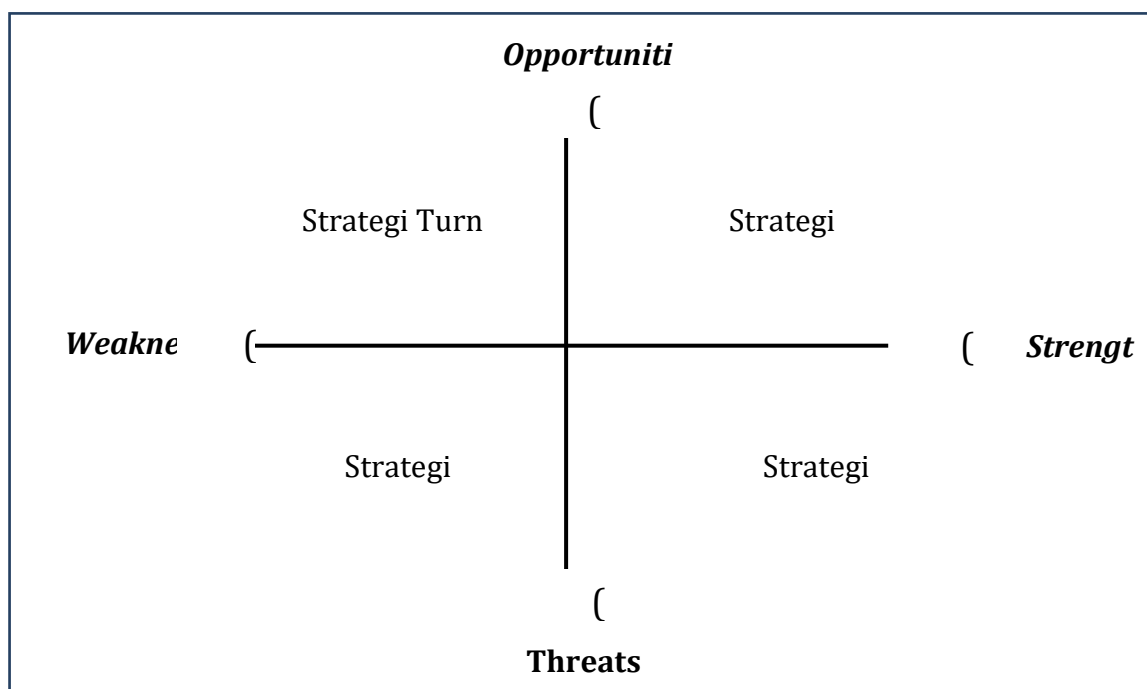 Opportuniti
(
Strategi Turn Strategi
Weakne ( ( Strengt
Strategi Strategi
(
Threats